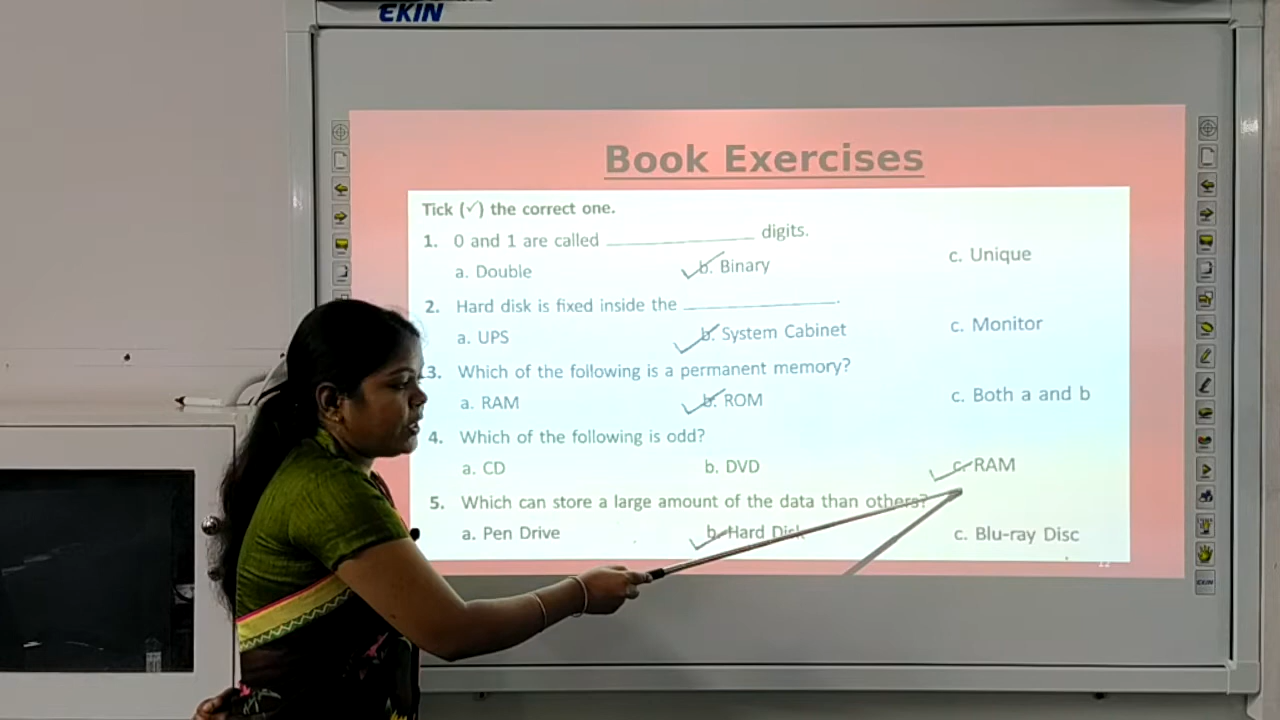 EKIN
Book Exercises
Tick (✓) the correct one.
1. 0 and 1 are called ____________ digits.
a. Double b. Binary c. Unique
2. Hard disk is fixed inside the ____________.
a. UPS b. System Cabinet c. Monitor
3. Which of the following is a permanent memory?
a. RAM b. ROM c. Both a and b
4. Which of the following is odd?
a. CD b. DVD c. RAM
5. Which can store a large amount of the data than others?
a. Pen Drive b. Hard Disk c. Blu-ray Disc
EKIN